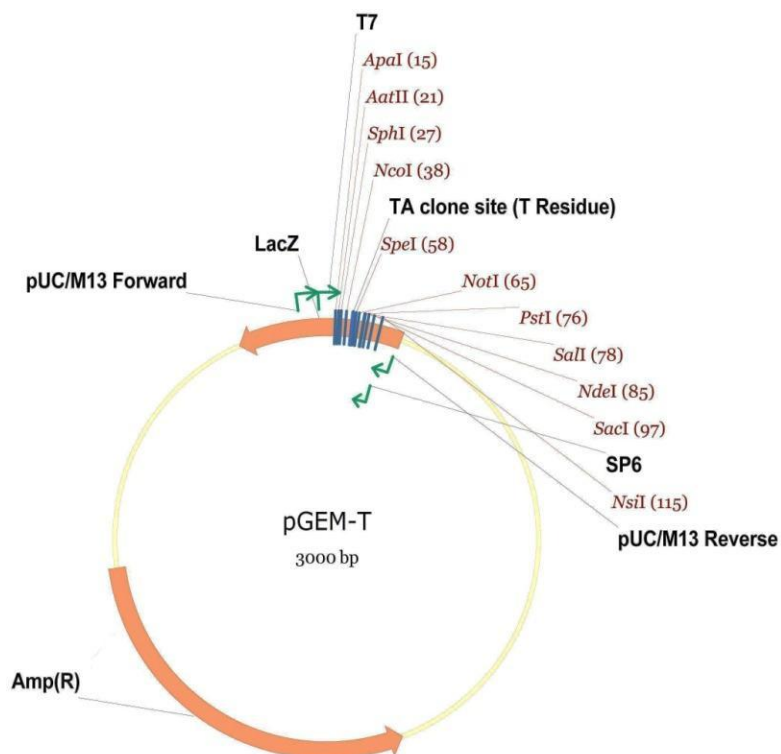 T7
ApaI (15)
AatII (21)
SphI (27)
NcoI (38)
TA clone site (T Residue)
LacZ
SpeI (58)
pUC/M13 Forward
NotI (65)
PstI (76)
SalI (78)
NdeI (85)
SacI (97)
SP6
NsiI (115)
pUC/M13 Reverse
pGEM-T
3000 bp
Amp(R)